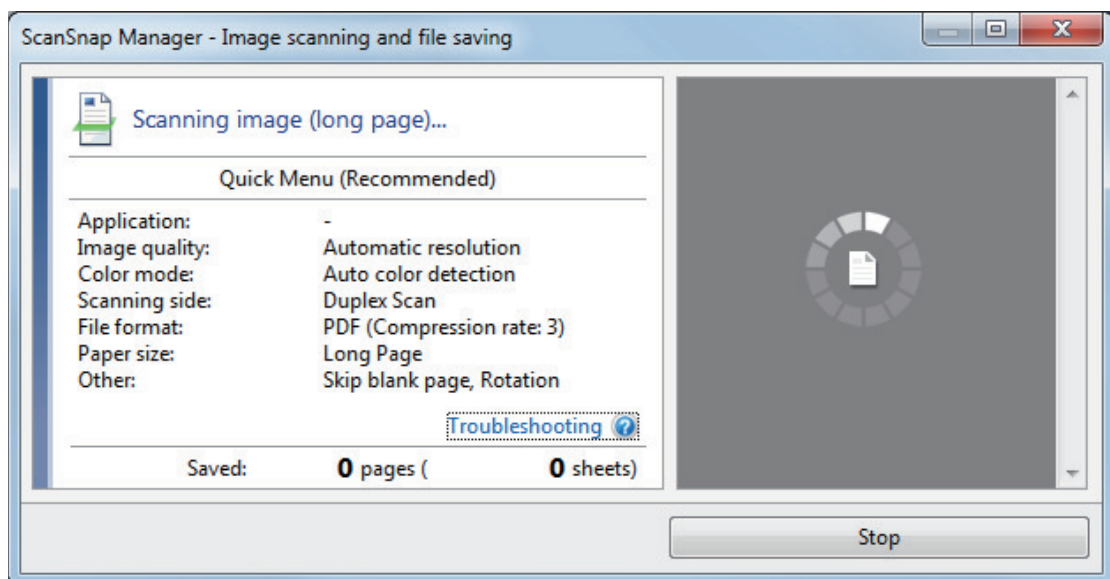 ScanSnap Manager - Image scanning and file saving
Scanning image (long page)...
Quick Menu (Recommended)
Application: -
Image quality: Automatic resolution
Color mode: Auto color detection
Scanning side: Duplex Scan
File format: PDF (Compression rate: 3)
Paper size: Long Page
Other: Skip blank page, Rotation
Troubleshooting ?
Saved: 0 pages ( 0 sheets)
Stop